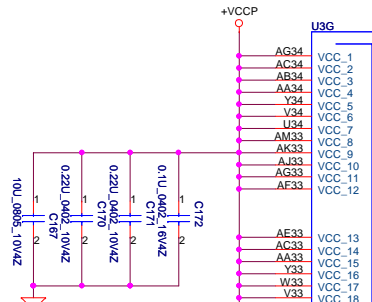 +VCCP
U3G
AG34 VCC_1
AC34 VCC_2
AB34 VCC_3
AA34 VCC_4
Y34 VCC_5
V34 VCC_6
U34 VCC_7
AM33 VCC_8
AK33 VCC_9
AJ33 VCC_10
AG33 VCC_11
AF33 VCC_12
AE33 VCC_13
AC33 VCC_14
AA33 VCC_15
Y33 VCC_16
W33 VCC_17
V33 VCC_18
1 2
C167
10U_0805_10V4Z
1 2
C170
0.22U_0402_10V4Z
1 2
C171
0.22U_0402_10V4Z
1 2
C172
0.1U_0402_16V4Z